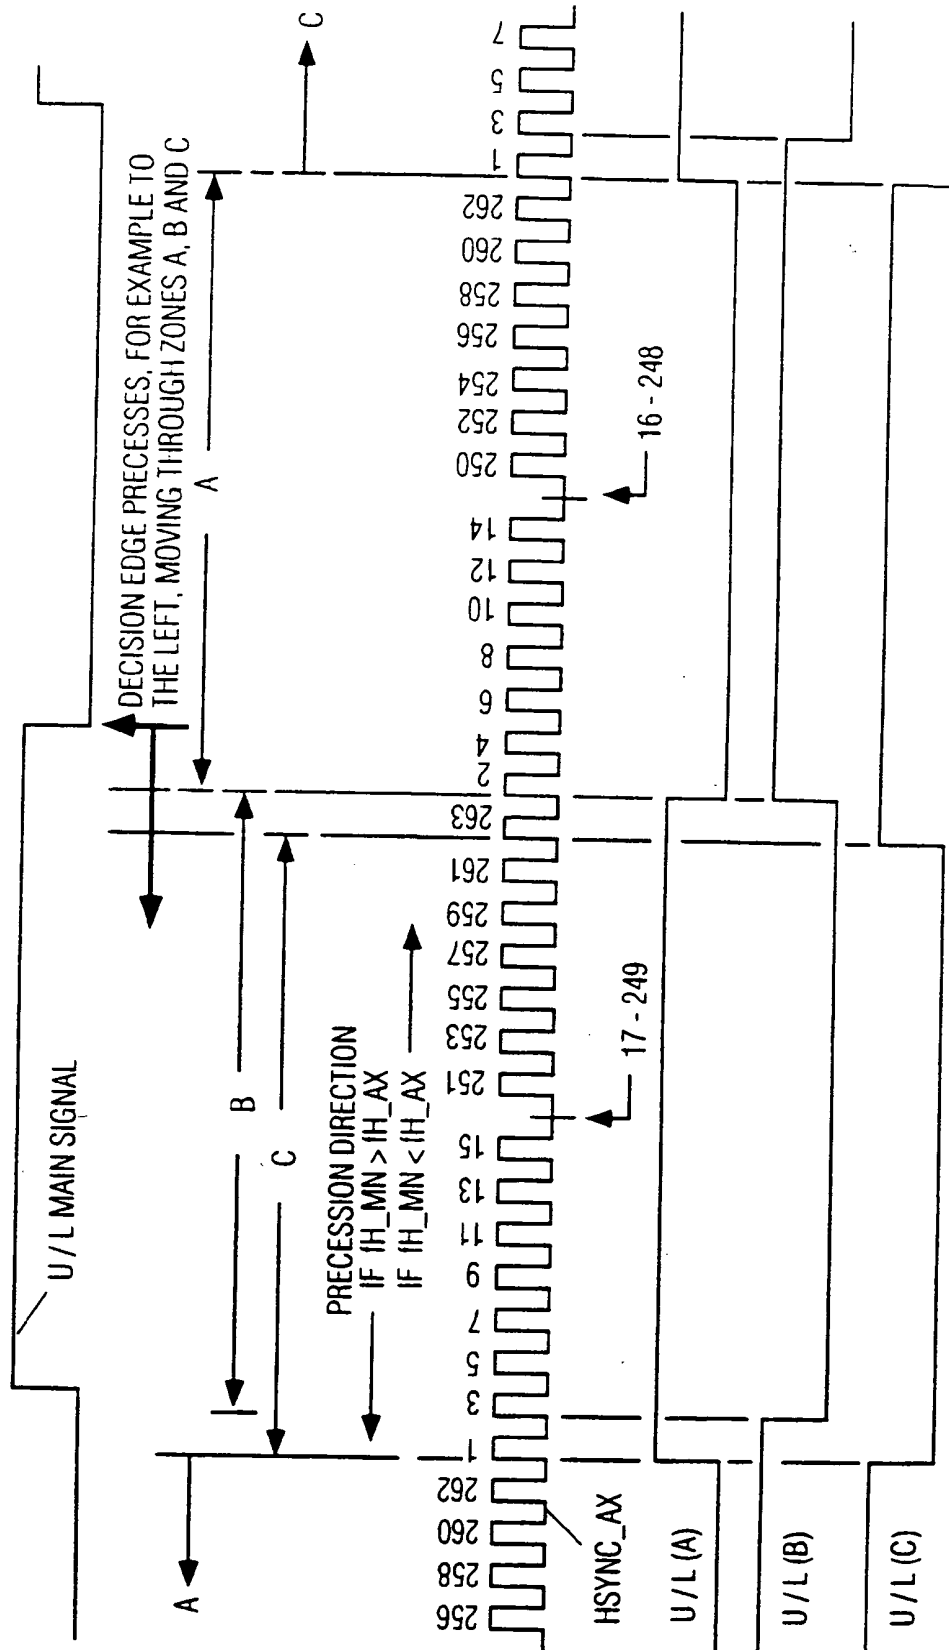 U / L MAIN SIGNAL
DECISION EDGE PRECESSES, FOR EXAMPLE TO
THE LEFT, MOVING THROUGH ZONES A, B AND C
A
B
A
C
C
PRECESSION DIRECTION
IF fH_MN > fH_AX
IF fH_MN < fH_AX
256 258 260 262 1 3 5 7 9 11 13 15 251 253 255 257 259 261 263 2 4 6 8 10 12 14 250 252 254 256 258 260 262 1 3 5 7
HSYNC_AX
17 - 249
16 - 248
U / L (A)
U / L (B)
U / L (C)